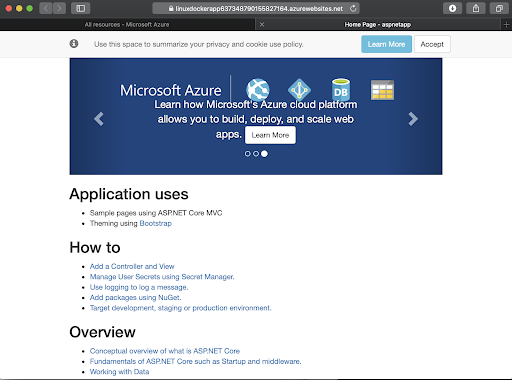 linuxdockerapp637348790155827164.azurewebsites.net
All resources - Microsoft Azure
Home Page - aspnetapp
Use this space to summarize your privacy and cookie use policy.
Learn More
Accept
Microsoft Azure
DB
Learn how Microsoft's Azure cloud platform
allows you to build, deploy, and scale web
apps. Learn More
Application uses
Sample pages using ASP.NET Core MVC
Theming using Bootstrap
How to
Add a Controller and View
Manage User Secrets using Secret Manager.
Use logging to log a message.
Add packages using NuGet.
Target development, staging or production environment.
Overview
Conceptual overview of what is ASP.NET Core
Fundamentals of ASP.NET Core such as Startup and middleware.
Working with Data